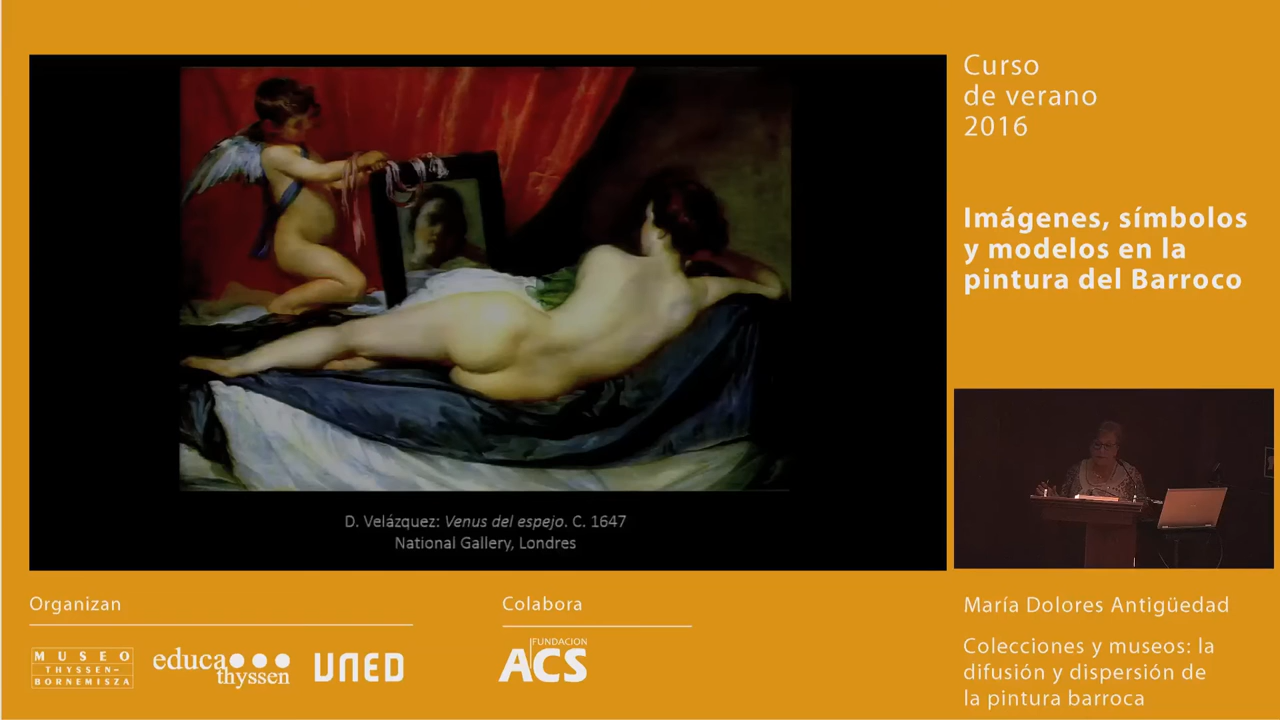 Curso
de verano
2016
Imágenes, símbolos
y modelos en la
pintura del Barroco
D. Velázquez: Venus del espejo. C. 1647
National Gallery, Londres
Organizan
MUSEO
THYSSEN-
BORNEMISZA
educa
thyssen
UNED
Colabora
FUNDACION
ACS
María Dolores Antigüedad
Colecciones y museos: la
difusión y dispersión de
la pintura barroca